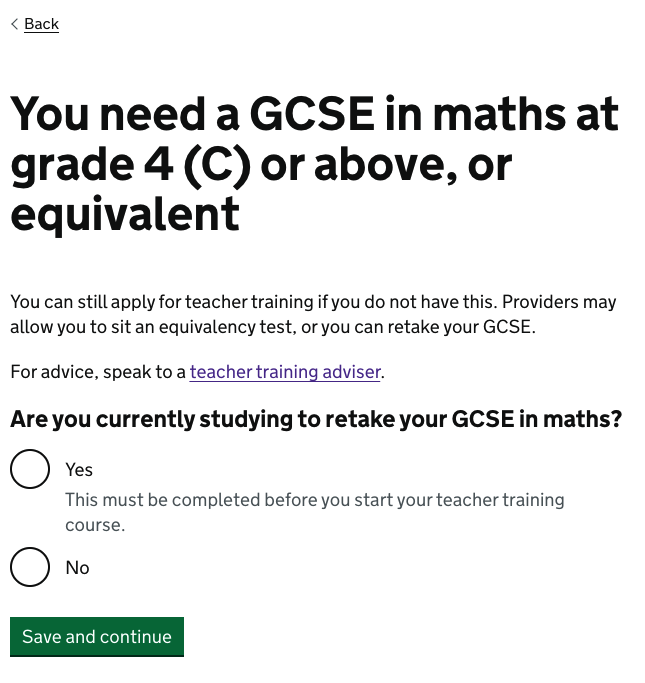 Back
You need a GCSE in maths at
grade 4 (C) or above, or
equivalent
You can still apply for teacher training if you do not have this. Providers may
allow you to sit an equivalency test, or you can retake your GCSE.
For advice, speak to a teacher training adviser.
Are you currently studying to retake your GCSE in maths?
Yes
This must be completed before you start your teacher training
course.
No
Save and continue